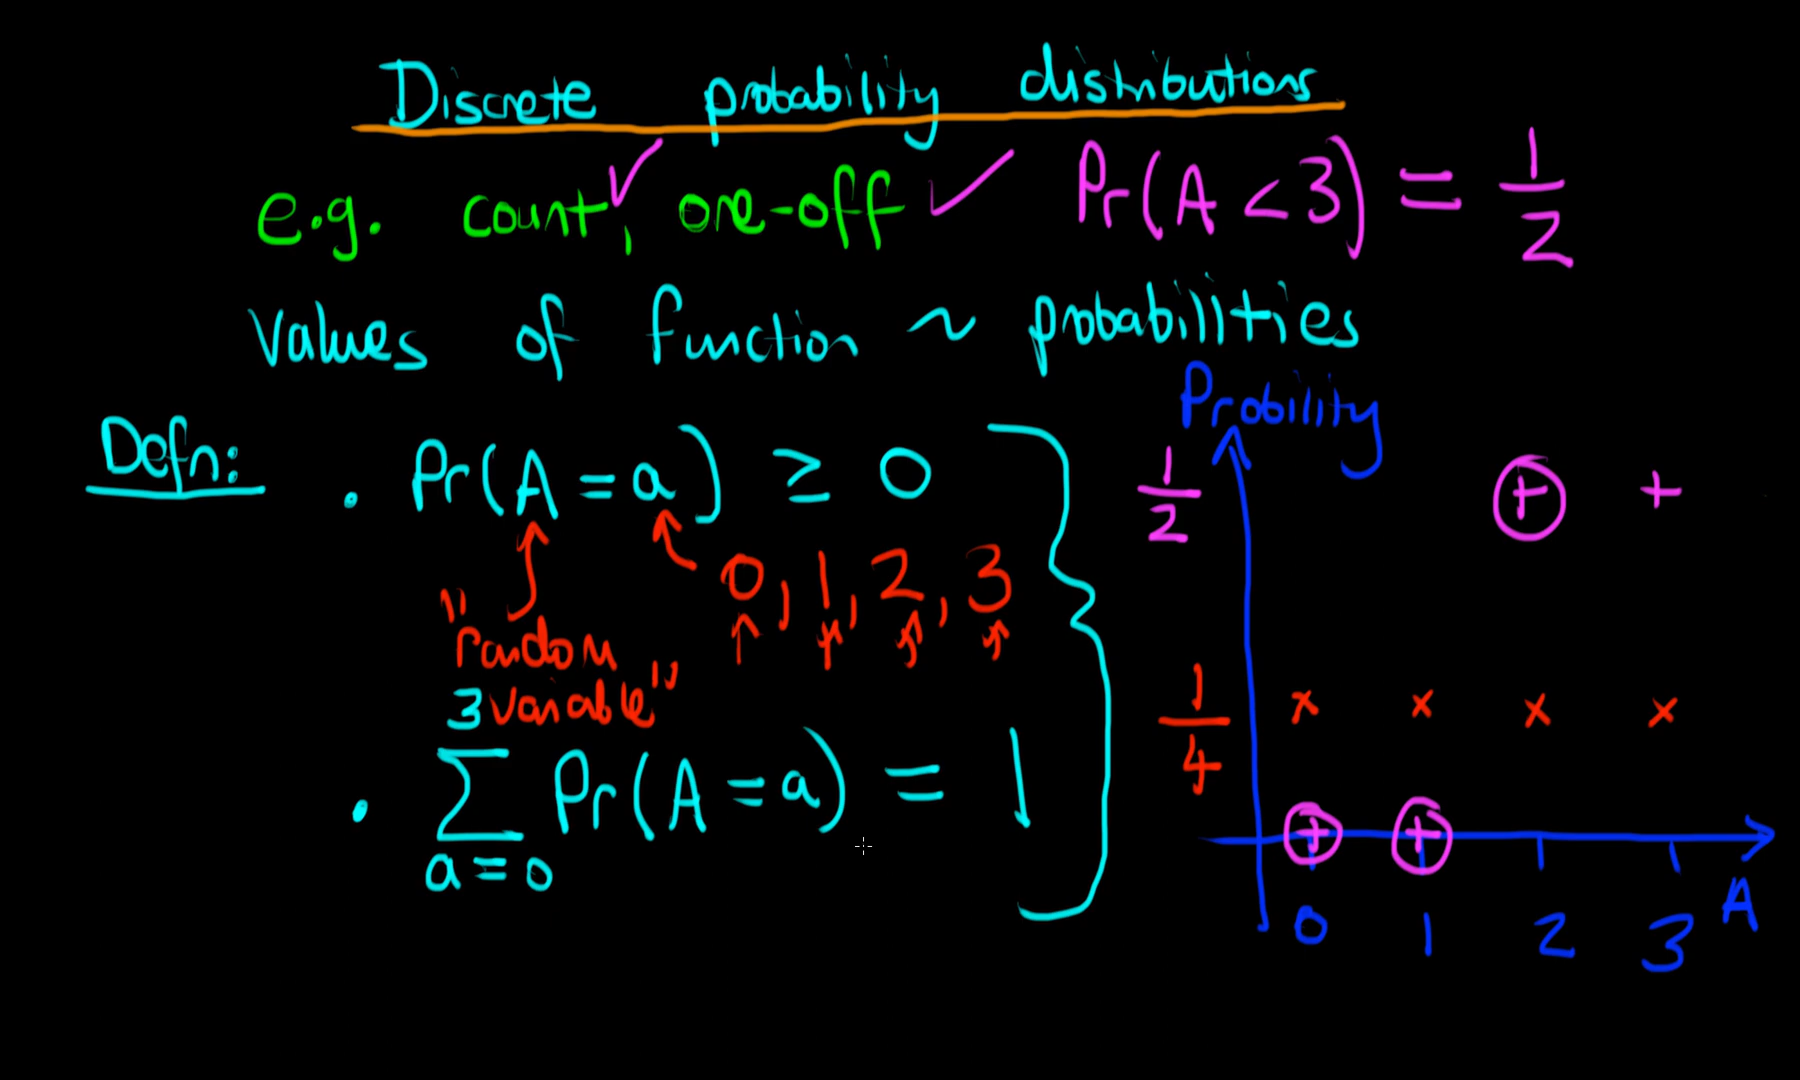 Discrete probability distributions
e.g. count, one-off Pr(A < 3) = 1/2
Values of function ~ probabilities
Defn: • Pr(A = a) ≥ 0
0, 1, 2, 3
"random
variable"
• 3 ∑ a=0 Pr(A = a) = 1
Probility
1/2
1/4
0 1 2 3 A